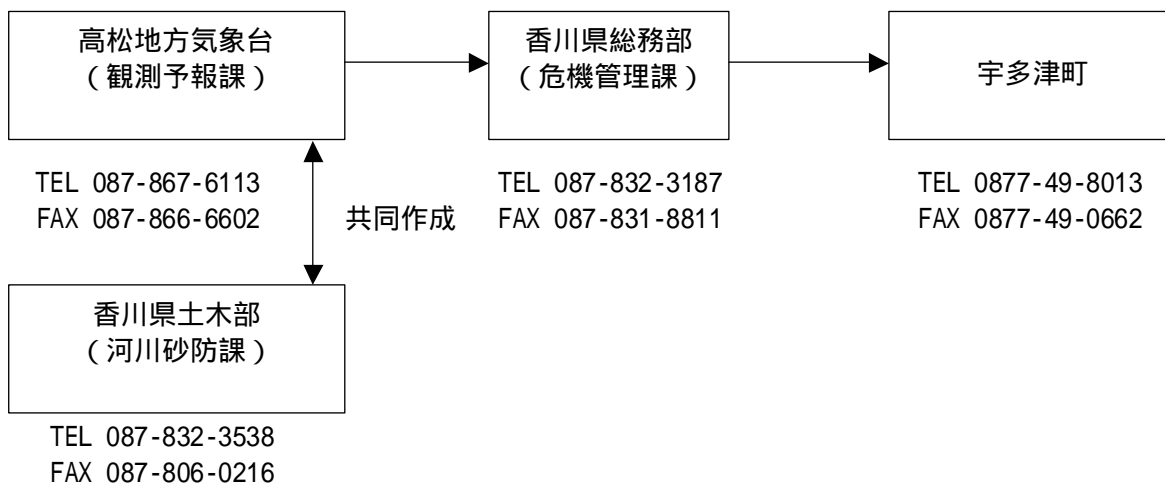 高松地方気象台
（観測予報課）
TEL 087-867-6113
FAX 087-866-6602
香川県総務部
（危機管理課）
TEL 087-832-3187
FAX 087-831-8811
宇多津町
TEL 0877-49-8013
FAX 0877-49-0662
共同作成
香川県土木部
（河川砂防課）
TEL 087-832-3538
FAX 087-806-0216